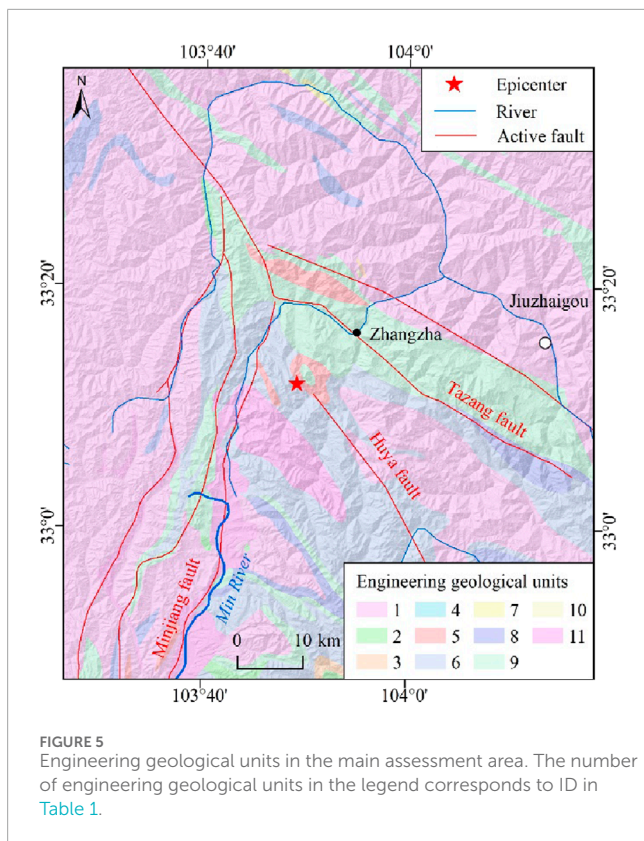 103°40'
104°0'
N
Epicenter
River
Active fault
33°20'
33°20'
Jiuzhaigou
Zhangzha
Tazang fault
Huya fault
33°0'
33°0'
Minjiang fault
Min River
0 10 km
Engineering geological units
1 4 7 10
2 5 8 11
3 6 9
103°40'
104°0'
FIGURE 5
Engineering geological units in the main assessment area. The number
of engineering geological units in the legend corresponds to ID in
Table 1.